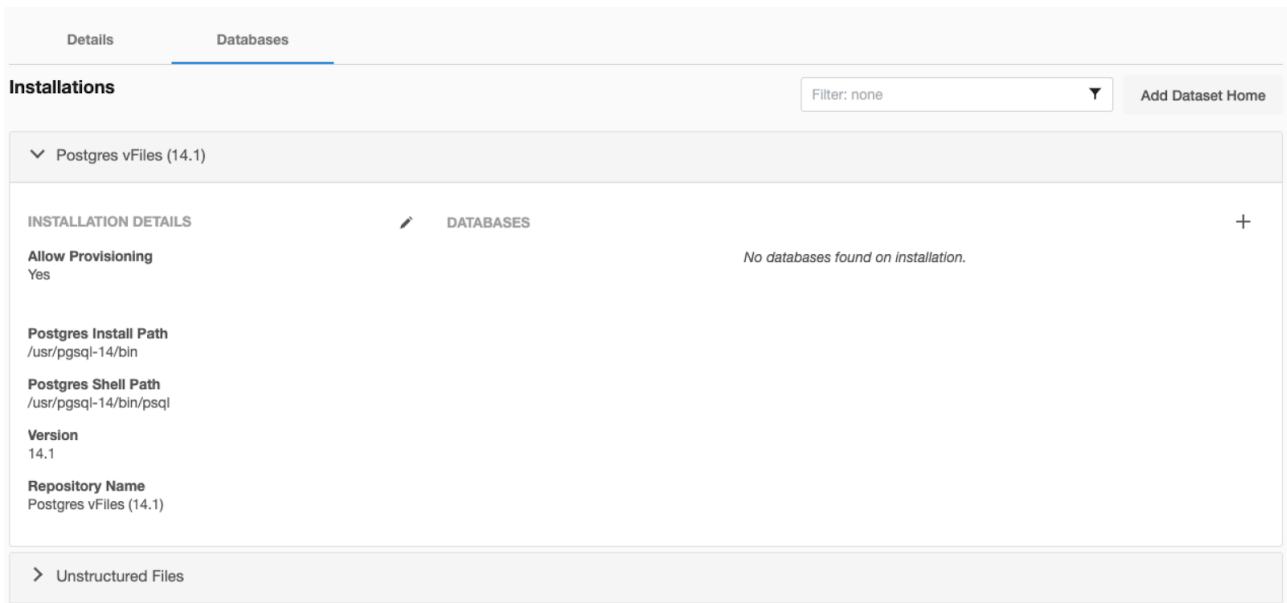 Details Databases
Installations Filter: none Add Dataset Home
Postgres vFiles (14.1)
INSTALLATION DETAILS DATABASES
Allow Provisioning
Yes
No databases found on installation.
Postgres Install Path
/usr/pgsql-14/bin
Postgres Shell Path
/usr/pgsql-14/bin/psql
Version
14.1
Repository Name
Postgres vFiles (14.1)
Unstructured Files